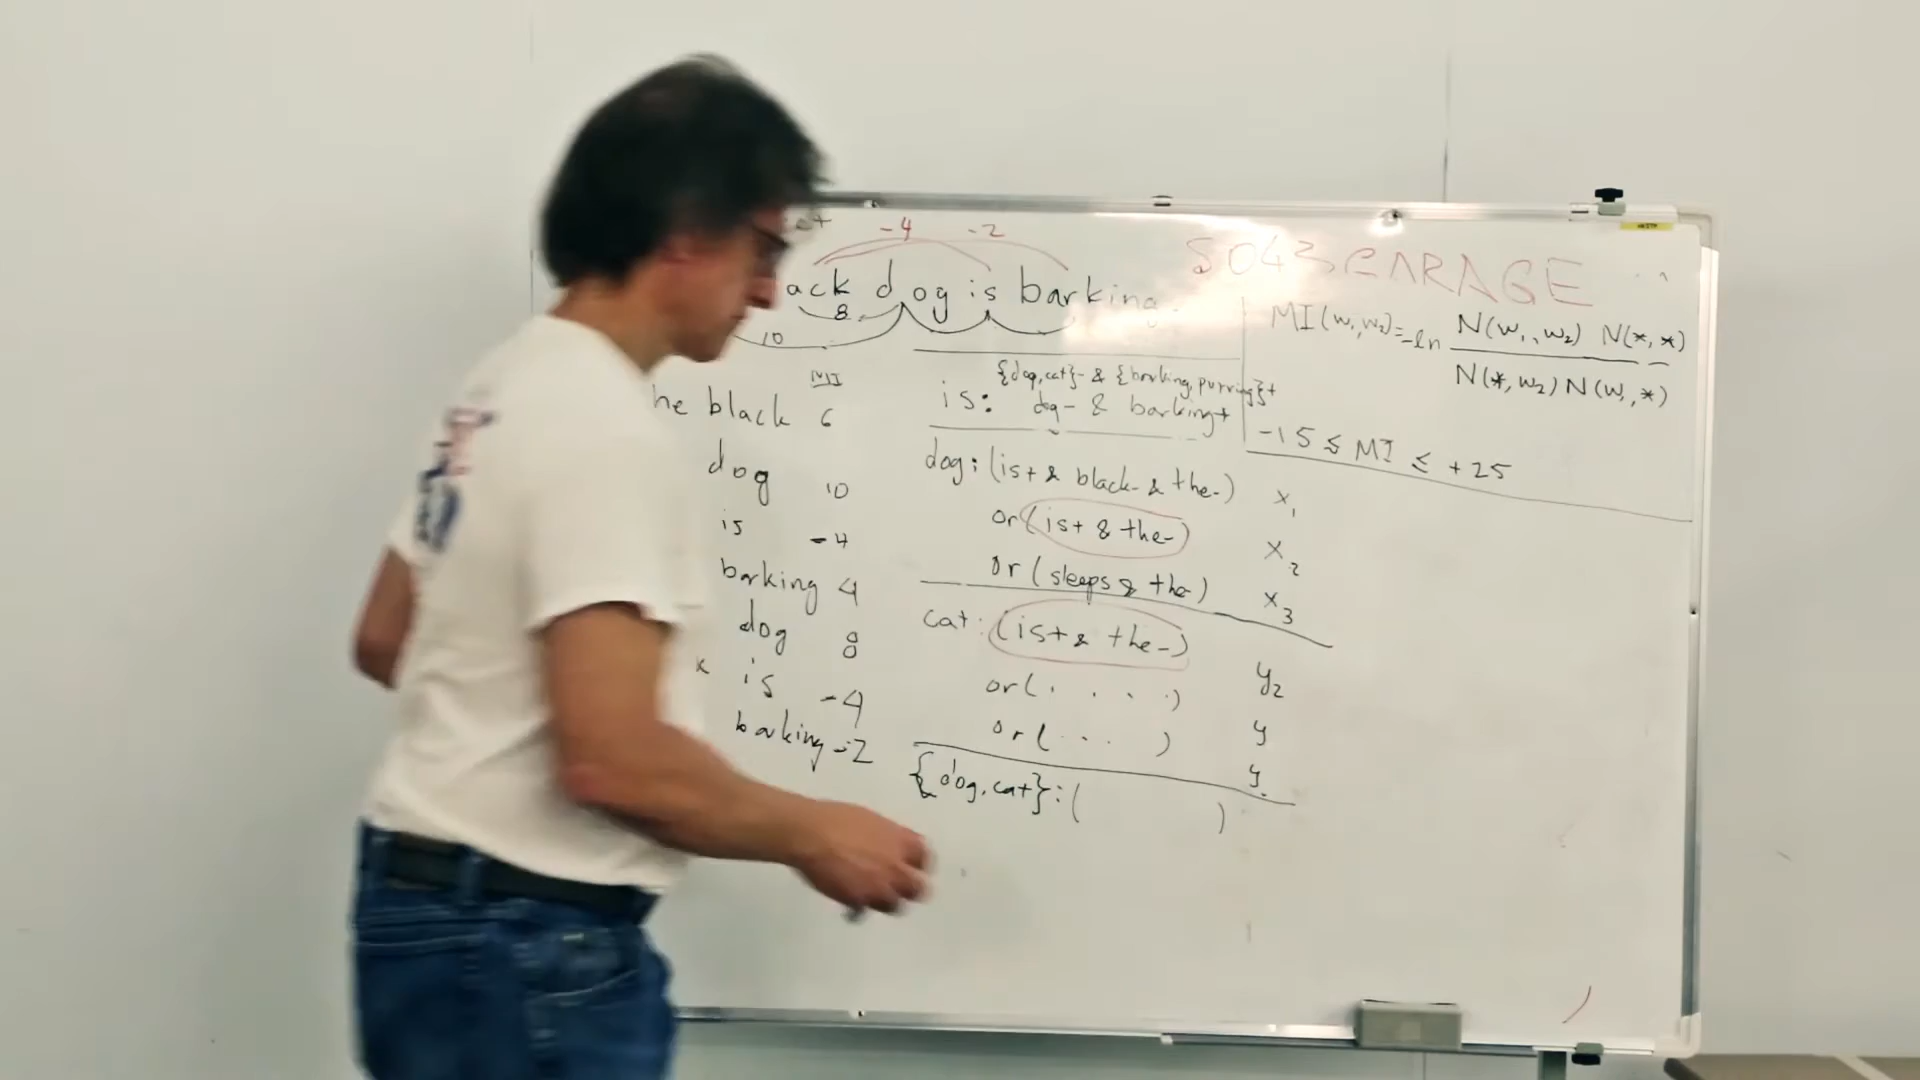 -4 -2
ack dog is barking
8
10
MI
he black 6
dog 10
is -4
barking 4
dog 8
is -4
barking -2
{dog,cat}- & {barking,purring}+
is: dog- & barking+
dog: (is+ & black- & the-) x₁
or (is+ & the-) x₂
or (sleeps & the-) x₃
cat: (is+ & the-) y₂
or (. . . .) y
or (. . . ) y
{dog,cat}: ( )
SO43 GARAGE
MI(w₁,w₂)=-ln N(w₁,w₂) N(*,*)
N(*,w₂) N(w₁,*)
-15 ≤ MI ≤ +25